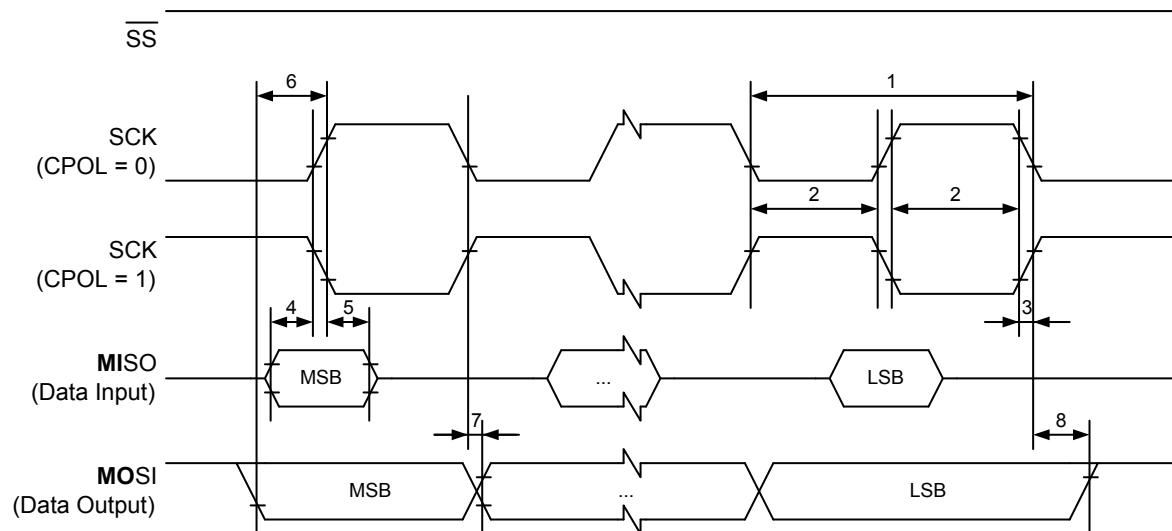 SS
6
1
SCK
(CPOL = 0)
2
2
SCK
(CPOL = 1)
4
5
3
MISO
(Data Input)
MSB
...
LSB
7
8
MOSI
(Data Output)
MSB
...
LSB